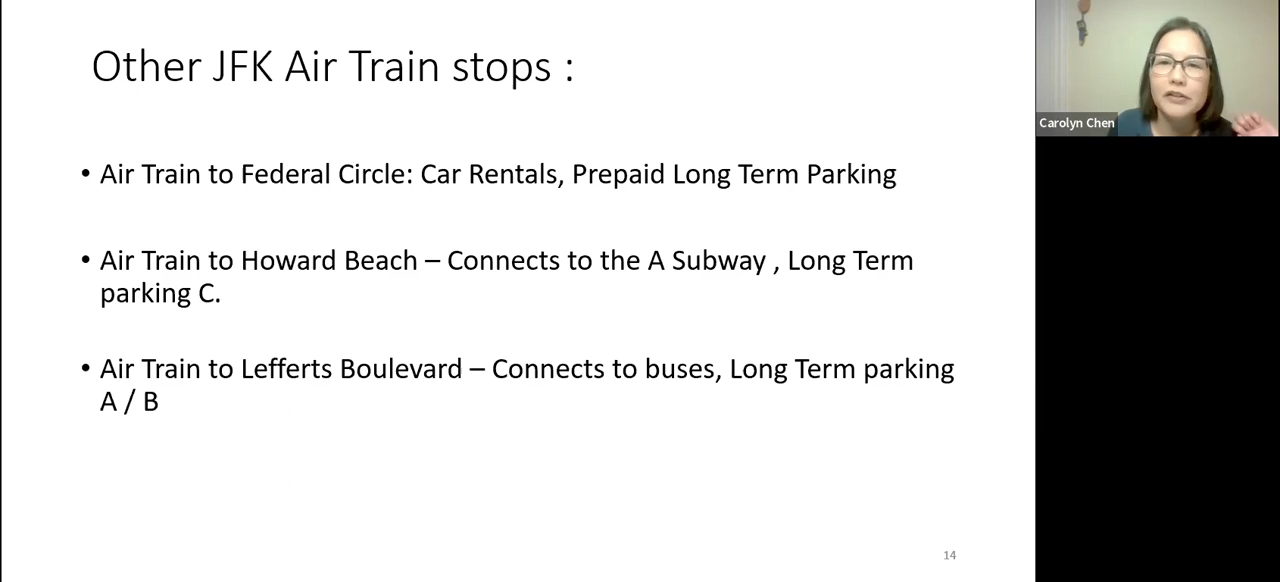 Other JFK Air Train stops :
• Air Train to Federal Circle: Car Rentals, Prepaid Long Term Parking
• Air Train to Howard Beach – Connects to the A Subway , Long Term
parking C.
• Air Train to Lefferts Boulevard – Connects to buses, Long Term parking
A / B
14
Carolyn Chen